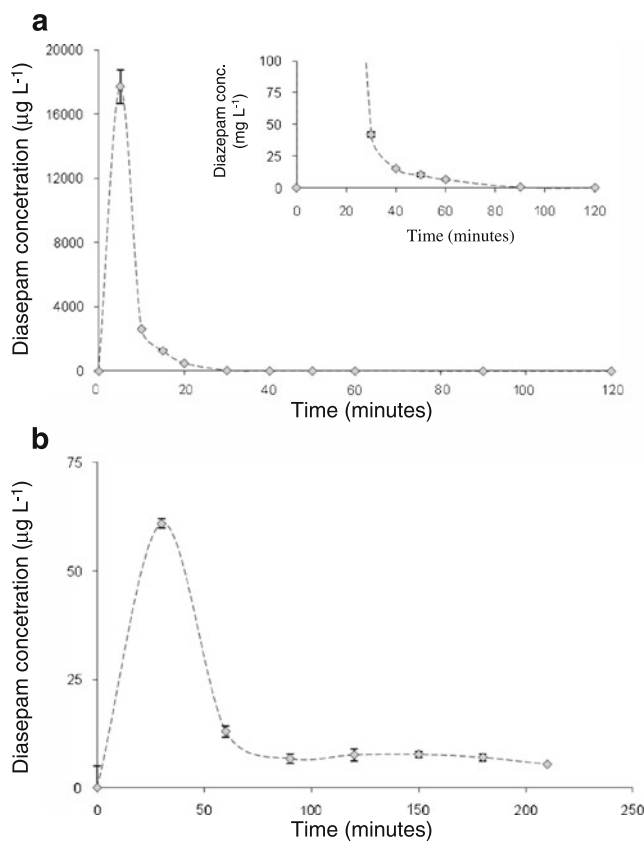 a
Diasepam concetration (µg L-1)
20000
16000
12000
8000
4000
0
0 20 40 60 80 100 120
Time (minutes)
Diazepam conc.
(mg L-1)
100
75
50
25
0
0 20 40 60 80 100 120
Time (minutes)
b
Diasepam concetration (µg L-1)
75
50
25
0
0 50 100 150 200 250
Time (minutes)